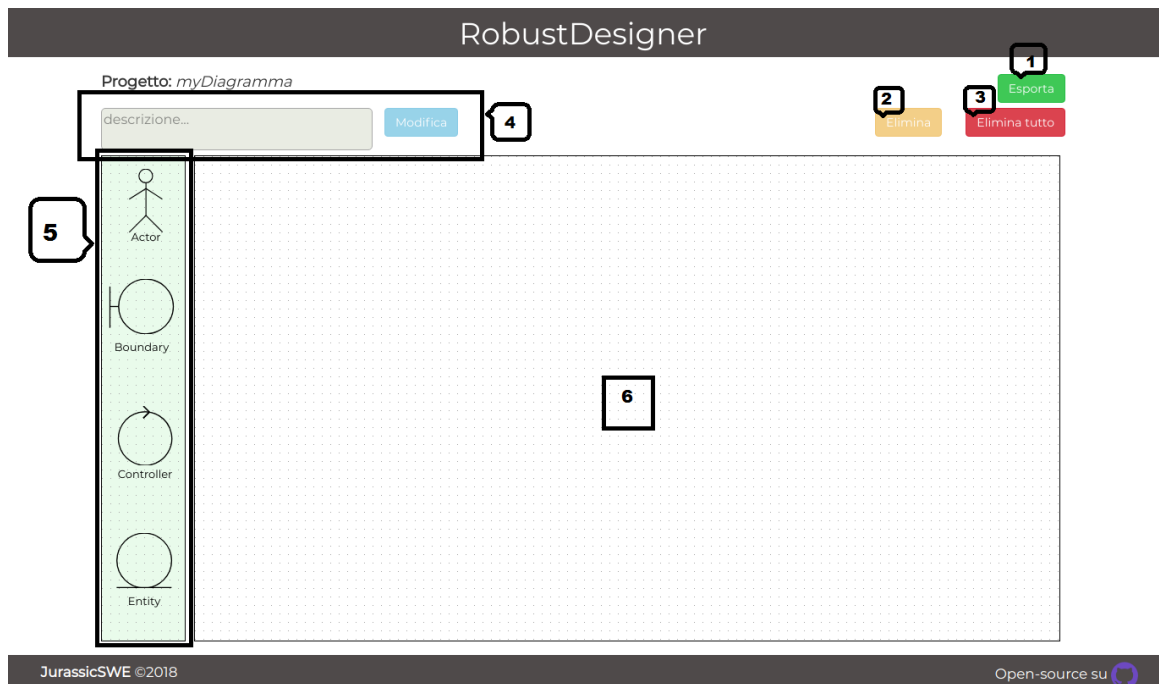 RobustDesigner
1
Progetto: myDiagramma
Esporta
2
3
descrizione...
Modifica
4
Elimina
Elimina tutto
5
Actor
Boundary
6
Controller
Entity
JurassicSWE ©2018
Open-source su